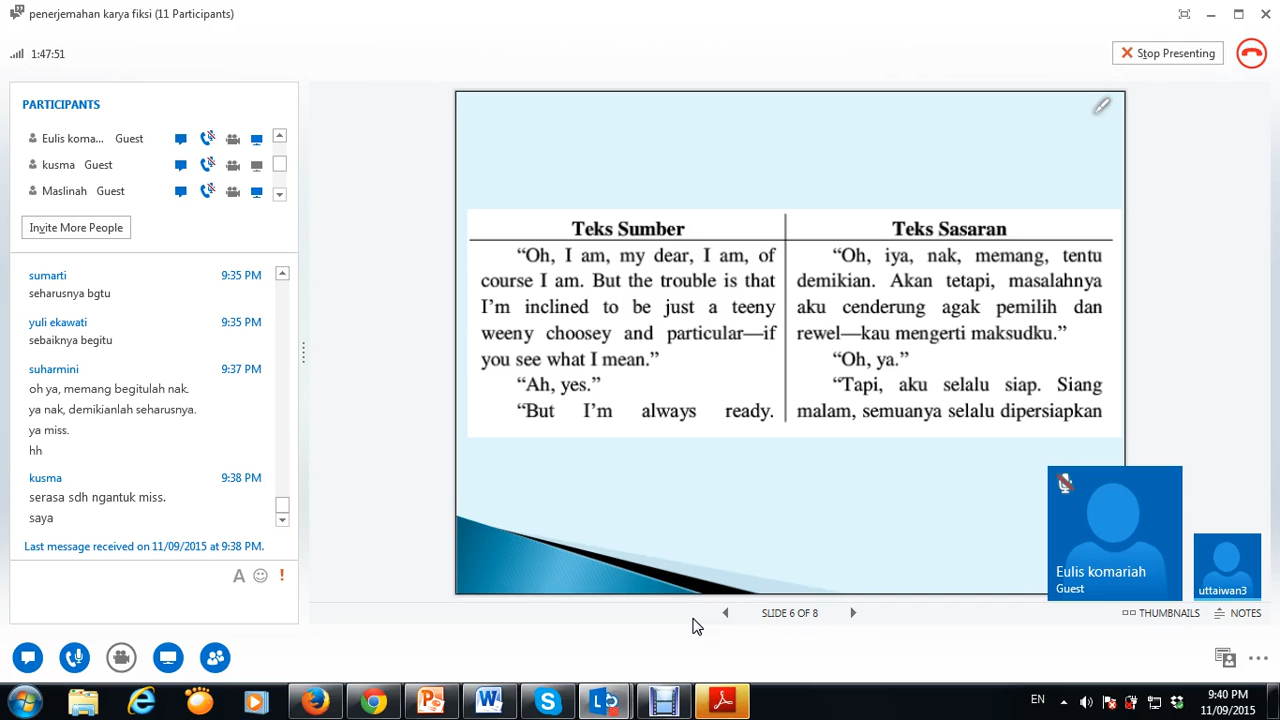 penerjemahan karya fiksi (11 Participants)
1:47:51
Stop Presenting
PARTICIPANTS
Eulis koma... Guest
kusma Guest
Maslinah Guest
Invite More People
sumarti 9:35 PM
seharusnya bgtu
yuli ekawati 9:35 PM
sebaiknya begitu
suharmini 9:37 PM
oh ya, memang begitulah nak.
ya nak, demikianlah seharusnya.
ya miss.
hh
kusma 9:38 PM
serasa sdh ngantuk miss.
saya
Last message received on 11/09/2015 at 9:38 PM.
A
!
Teks Sumber
“Oh, I am, my dear, I am, of
course I am. But the trouble is that
I’m inclined to be just a teeny
weeny choosey and particular—if
you see what I mean.”
“Ah, yes.”
“But I’m always ready.
Teks Sasaran
“Oh, iya, nak, memang, tentu
demikian. Akan tetapi, masalahnya
aku cenderung agak pemilih dan
rewel—kau mengerti maksudku.”
“Oh, ya.”
“Tapi, aku selalu siap. Siang
malam, semuanya selalu dipersiapkan
Eulis komariah
Guest
uttaiwan3
SLIDE 6 OF 8
THUMBNAILS
NOTES
EN
9:40 PM
11/09/2015